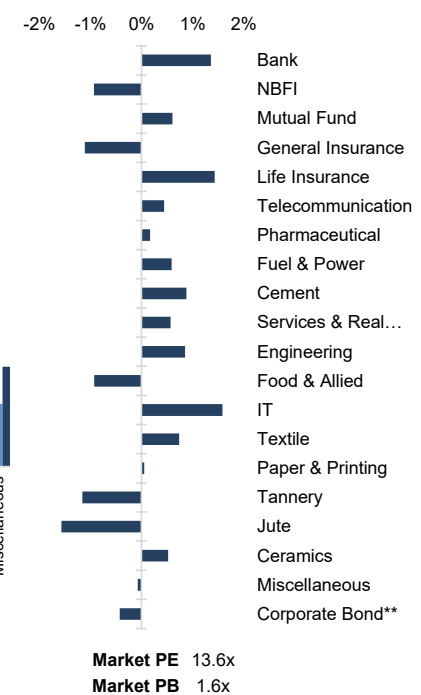 -2% -1% 0% 1% 2%
Bank
NBFI
Mutual Fund
General Insurance
Life Insurance
Telecommunication
Pharmaceutical
Fuel & Power
Cement
Services & Real…
Engineering
Food & Allied
IT
Textile
Paper & Printing
Tannery
Jute
Ceramics
Miscellaneous
Corporate Bond**
Market PE 13.6x
Market PB 1.6x
Miscellaneous